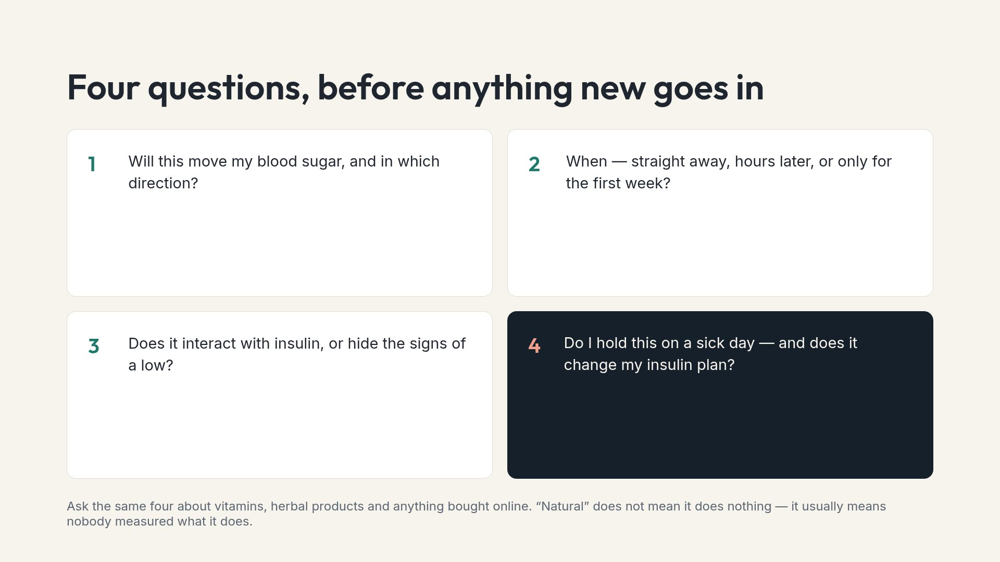 Four questions, before anything new goes in
1
Will this move my blood sugar, and in which
direction?
2
When — straight away, hours later, or only for
the first week?
3
Does it interact with insulin, or hide the signs of
a low?
4
Do I hold this on a sick day — and does it
change my insulin plan?
Ask the same four about vitamins, herbal products and anything bought online. “Natural” does not mean it does nothing — it usually means
nobody measured what it does.